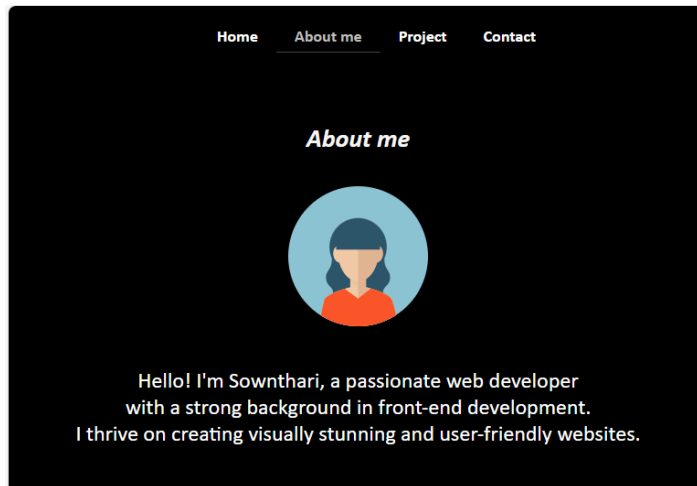 Home About me Project Contact
About me
Hello! I'm Sownthari, a passionate web developer
with a strong background in front-end development.
I thrive on creating visually stunning and user-friendly websites.